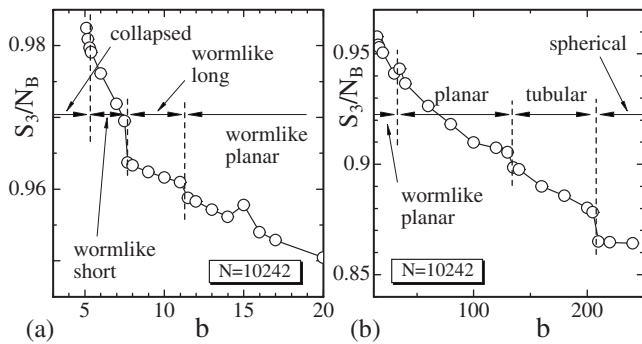 0.98
0.96
S3/NB
collapsed
wormlike
long
wormlike
planar
wormlike
short
N=10242
5
10
15
20
(a)
b
0.95
0.9
0.85
S3/NB
spherical
planar
tubular
wormlike
planar
N=10242
100
200
(b)
b